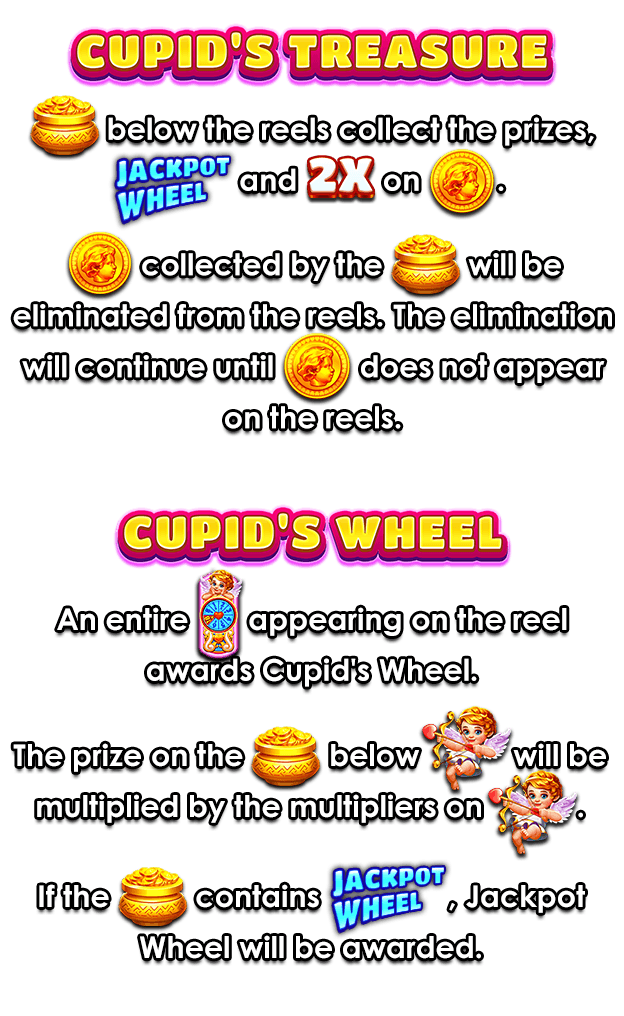 CUPID'S TREASURE
below the reels collect the prizes,
JACKPOT WHEEL and 2X on .
collected by the will be
eliminated from the reels. The elimination
will continue until does not appear
on the reels.
CUPID'S WHEEL
An entire appearing on the reel
awards Cupid's Wheel.
The prize on the below will be
multiplied by the multipliers on .
If the contains JACKPOT WHEEL , Jackpot
Wheel will be awarded.